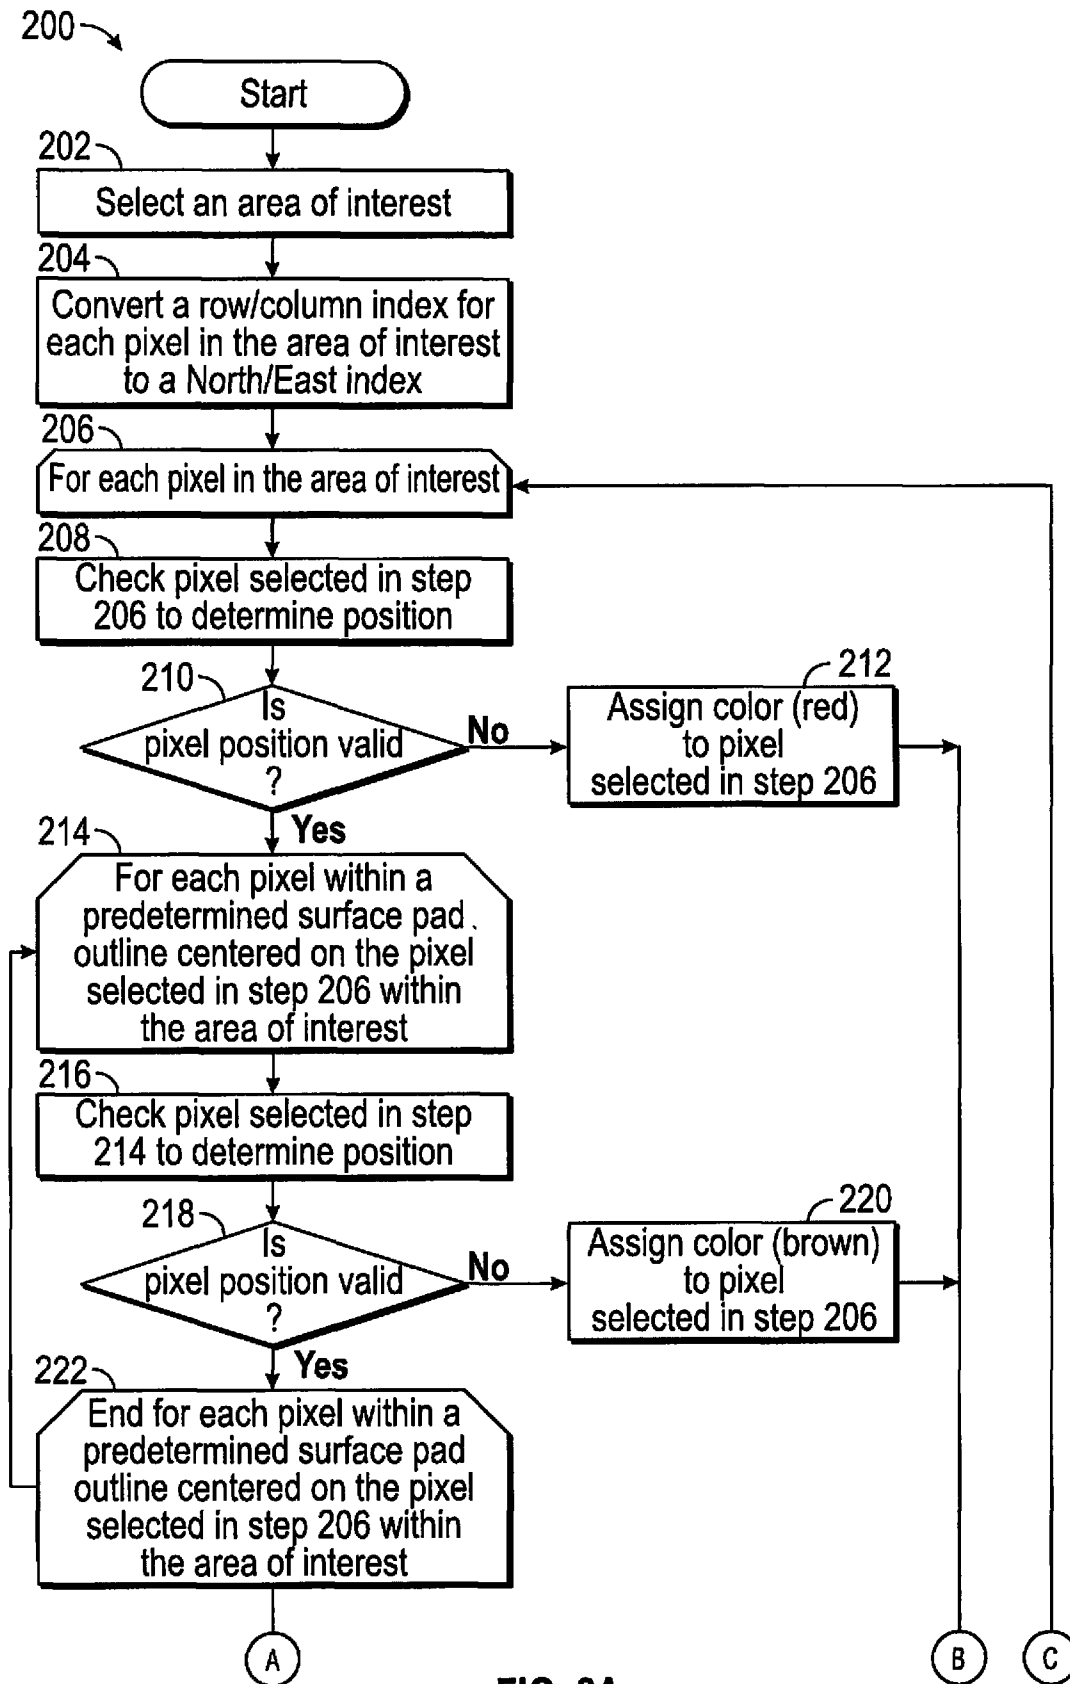 200
Start
202
Select an area of interest
204
Convert a row/column index for
each pixel in the area of interest
to a North/East index
206
For each pixel in the area of interest
208
Check pixel selected in step
206 to determine position
210
Is
pixel position valid
?
No
212
Assign color (red)
to pixel
selected in step 206
Yes
214
For each pixel within a
predetermined surface pad
outline centered on the pixel
selected in step 206 within
the area of interest
216
Check pixel selected in step
214 to determine position
218
Is
pixel position valid
?
No
220
Assign color (brown)
to pixel
selected in step 206
Yes
222
End for each pixel within a
predetermined surface pad
outline centered on the pixel
selected in step 206 within
the area of interest
A
B
C